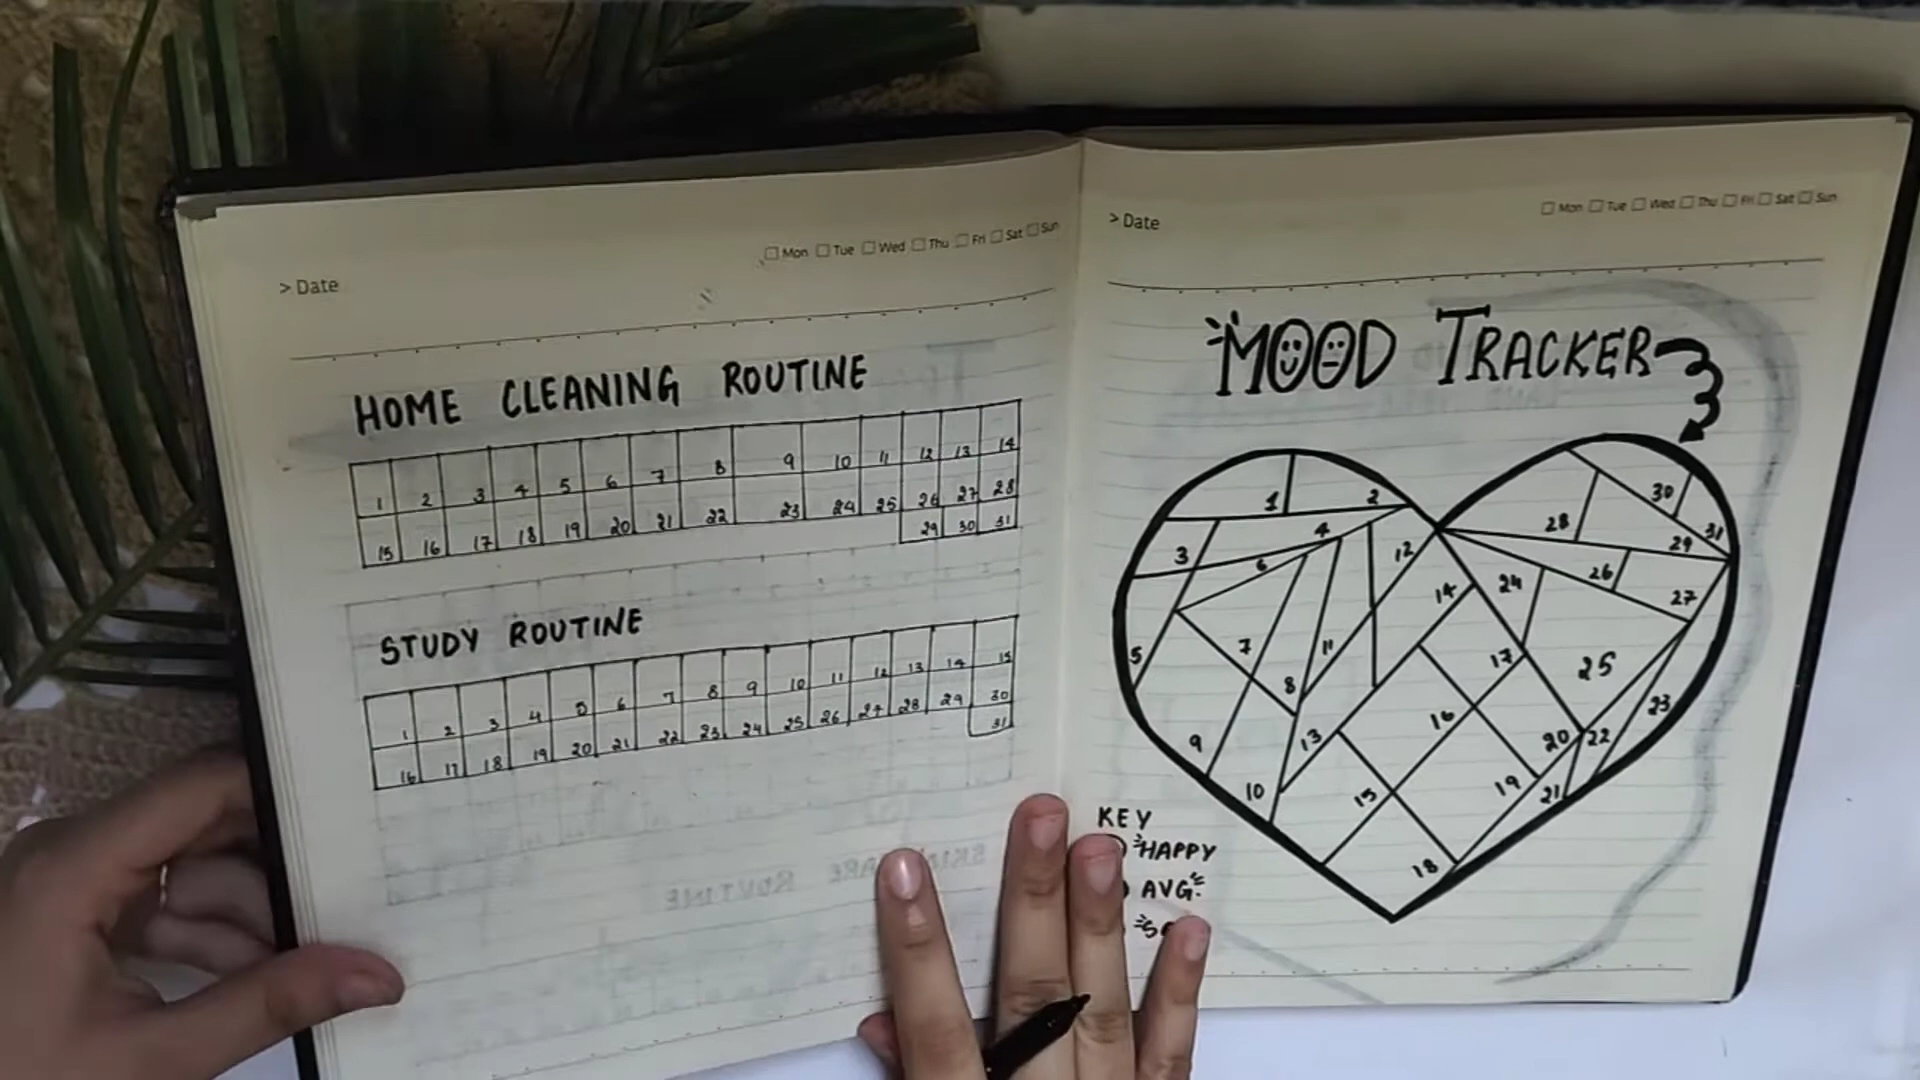 Mon Tue Wed Thu Fri Sat Sun
> Date
HOME CLEANING ROUTINE
1 2 3 4 5 6 7 8 9 10 11 12 13 14
15 16 17 18 19 20 21 22 23 24 25 26 27 28
29 30 31
STUDY ROUTINE
1 2 3 4 5 6 7 8 9 10 11 12 13 14 15
16 17 18 19 20 21 22 23 24 25 26 27 28 29 30
31
SKIN CARE ROUTINE
Mon Tue Wed Thu Fri Sat Sun
> Date
MOOD TRACKER
1 2
3 4
5 6 7 8
9 10 11 12
13 14
15 16 17
18 19 20
21 22 23
24 25
26 27
28 29
30 31
KEY
HAPPY
AVG.